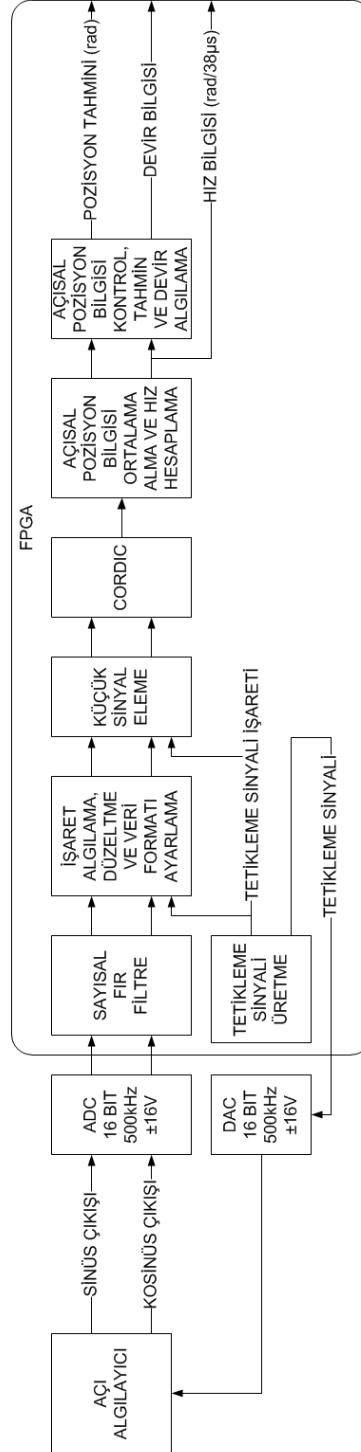 AÇI
ALGILAYICI
SİNÜS ÇIKIŞI
KOSİNÜS ÇIKIŞI
ADC
16 BIT
500kHz
±16V
DAC
16 BIT
500kHz
±16V
FPGA
SAYISAL
FIR
FİLTRE
TETİKLEME
SİNYALİ
ÜRETME
İŞARET
ALGILAMA,
DÜZELTME
VE VERİ
FORMATI
AYARLAMA
KÜÇÜK
SİNYAL
ELEME
TETİKLEME SİNYALİ İŞARETİ
TETİKLEME SİNYALİ
CORDIC
AÇISAL
POZİSYON
BİLGİSİ
ORTALAMA
ALMA VE HIZ
HESAPLAMA
AÇISAL
POZİSYON
BİLGİSİ
KONTROL,
TAHMİN
VE DEVİR
ALGILAMA
POZİSYON TAHMİNİ (rad)
DEVİR BİLGİSİ
HIZ BİLGİSİ (rad/38µs)